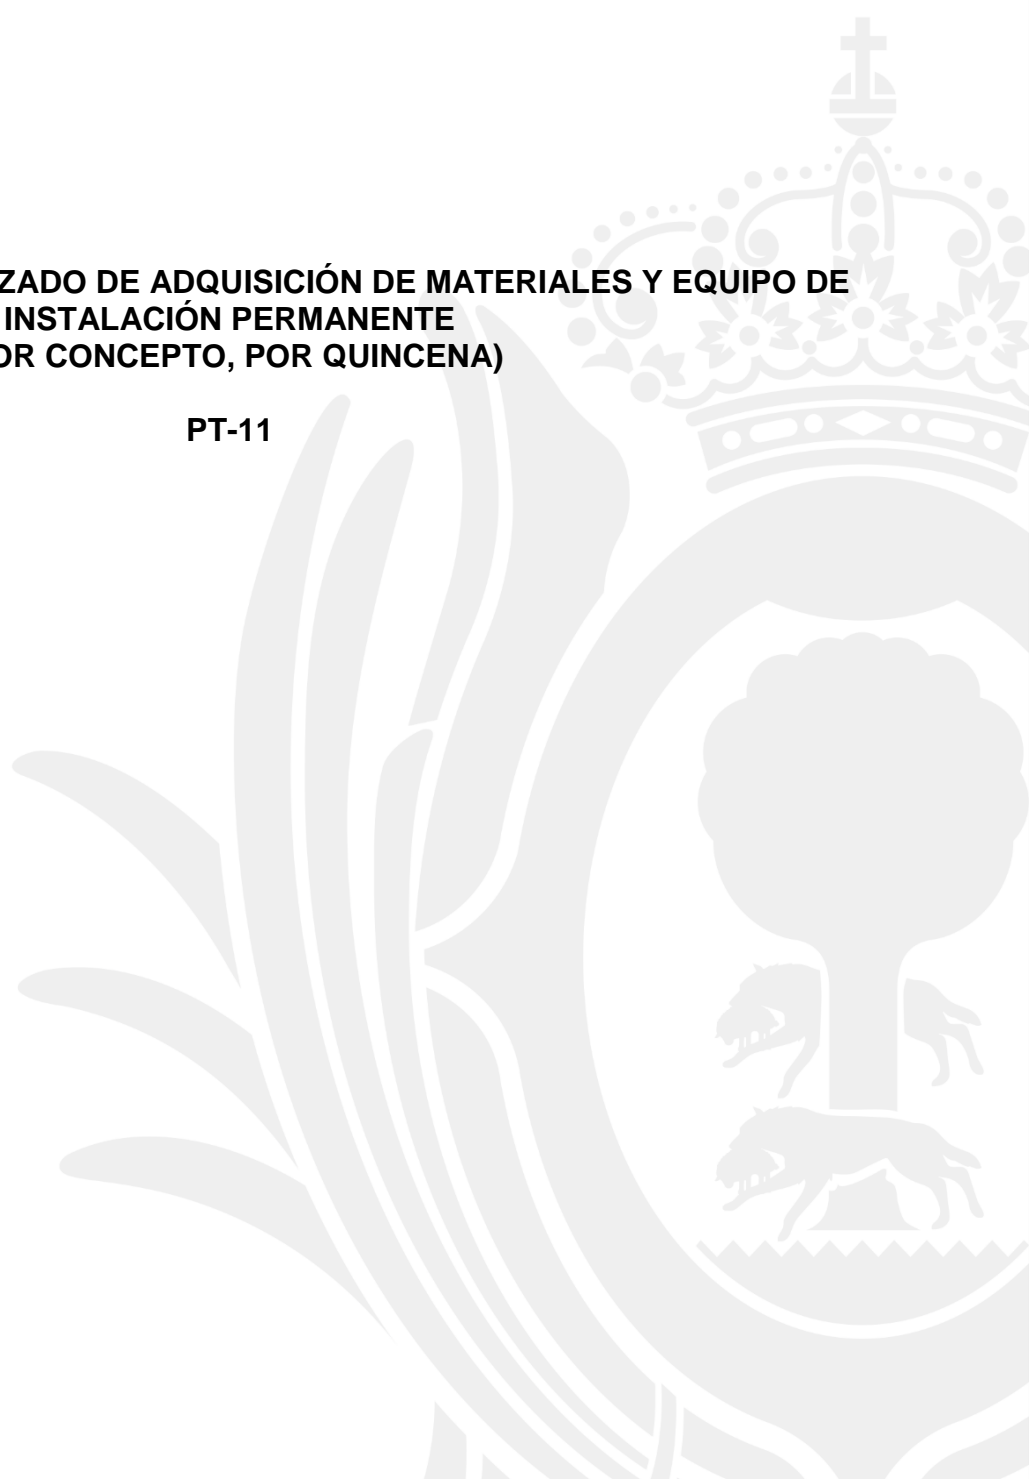 ZADO DE ADQUISICIÓN DE MATERIALES Y EQUIPO DE
INSTALACIÓN PERMANENTE
OR CONCEPTO, POR QUINCENA)
PT-11